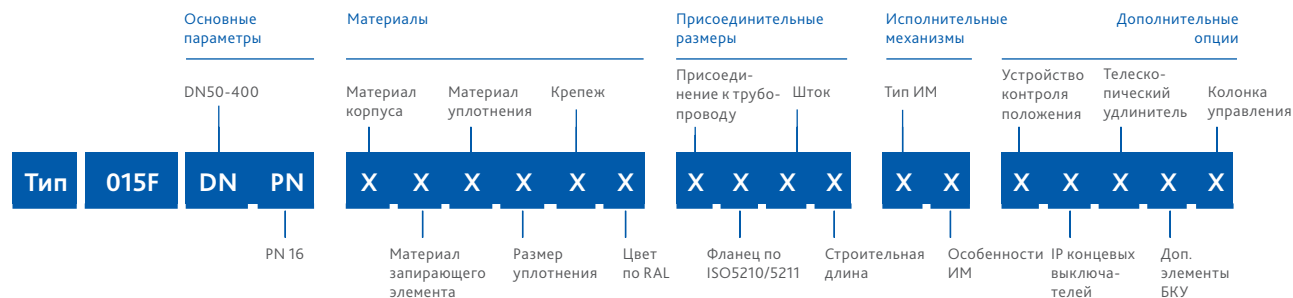 Основные
параметры
Материалы
Присоединительные
размеры
Исполнительные
механизмы
Дополнительные
опции
DN50-400
Материал
корпуса
Материал
уплотнения
Крепеж
Присоеди-
нение к трубо-
проводу
Шток
Тип ИМ
Устройство
контроля
положения
Телеско-
пический
удлинитель
Колонка
управления
Тип 015F DN PN X X X X X X X X X X X X X X X X X
PN 16
Материал
запирающего
элемента
Размер
уплотнения
Цвет
по RAL
Фланец по
ISO5210/5211
Строительная
длина
Особенности
ИМ
IP концевых
выключа-
телей
Доп.
элементы
БКУ